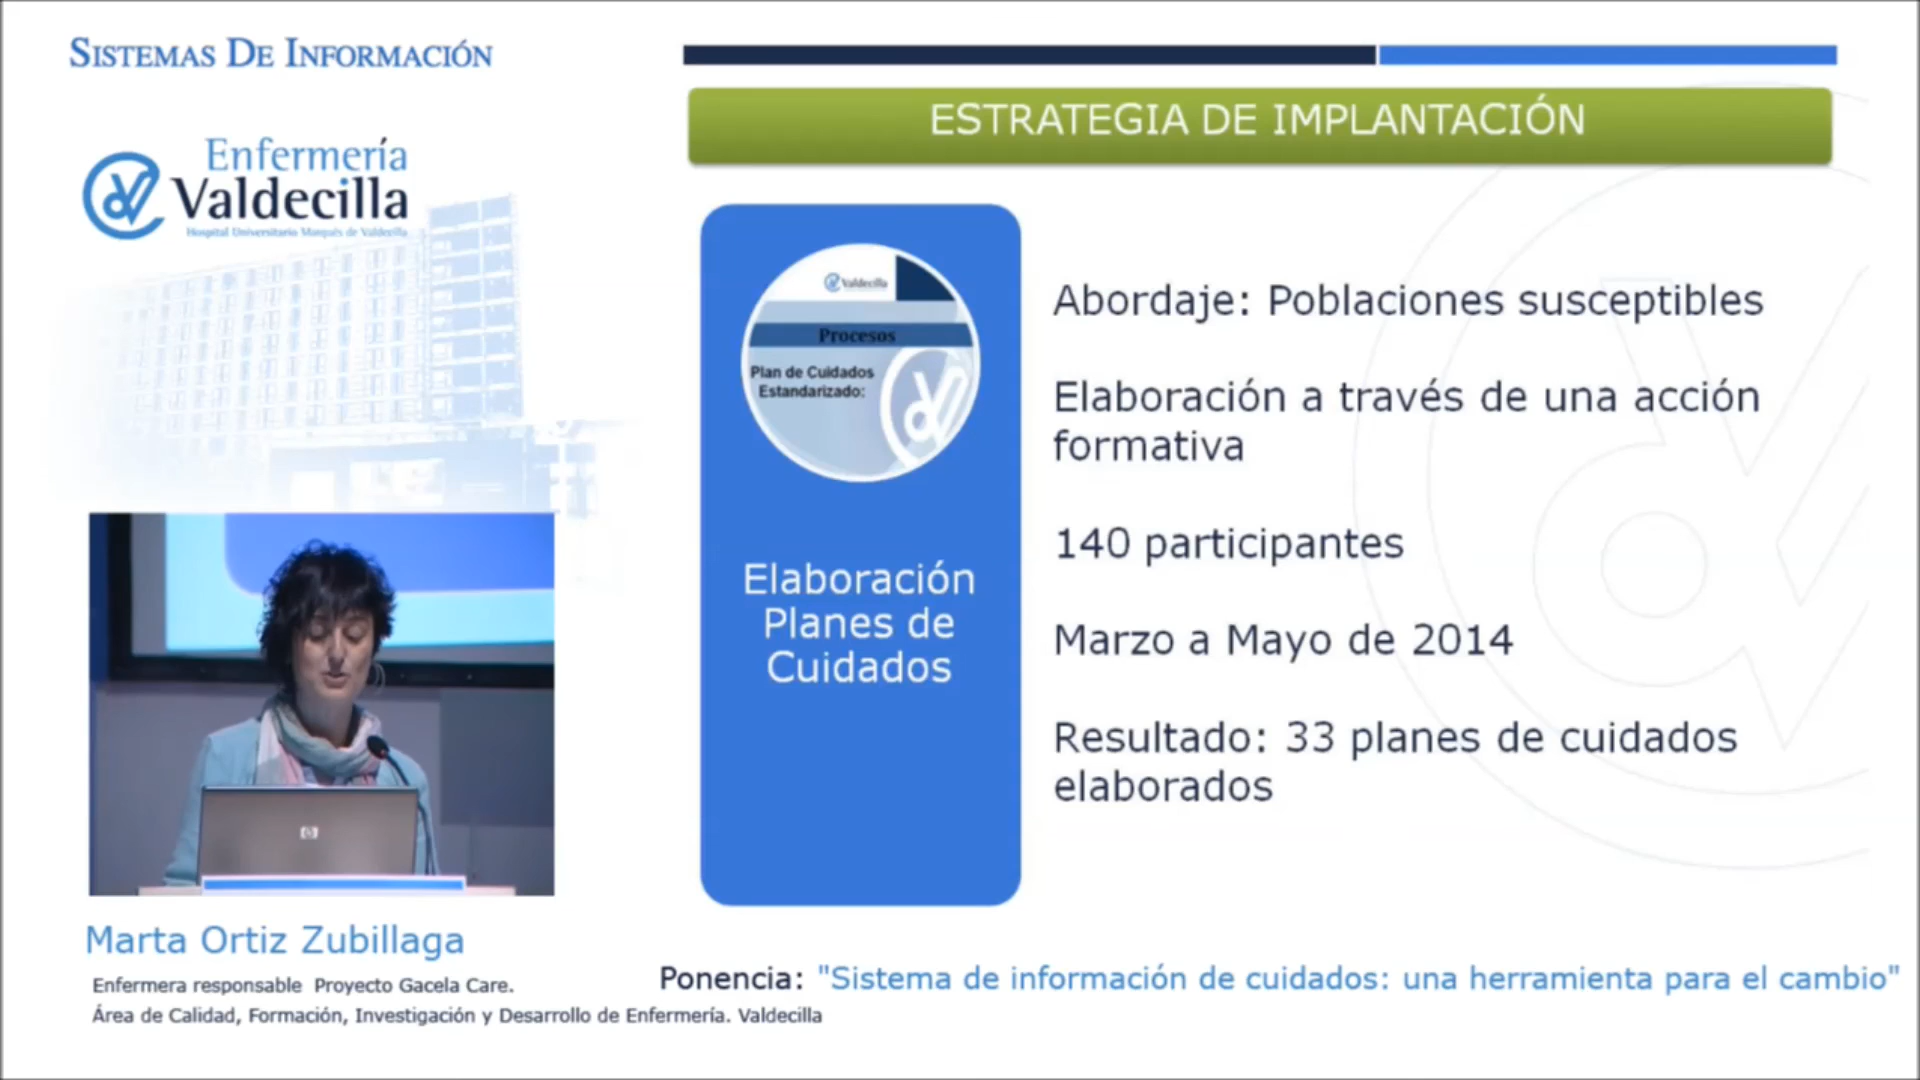 Sistemas De Información
Enfermería
Valdecilla
Hospital Universitario Marqués de Valdecilla
ESTRATEGIA DE IMPLANTACIÓN
Valdecilla
Procesos
Plan de Cuidados
Estandarizado:
Elaboración
Planes de
Cuidados
Abordaje: Poblaciones susceptibles
Elaboración a través de una acción
formativa
140 participantes
Marzo a Mayo de 2014
Resultado: 33 planes de cuidados
elaborados
hp
Marta Ortiz Zubillaga
Enfermera responsable Proyecto Gacela Care.
Área de Calidad, Formación, Investigación y Desarrollo de Enfermería. Valdecilla
Ponencia: "Sistema de información de cuidados: una herramienta para el cambio"